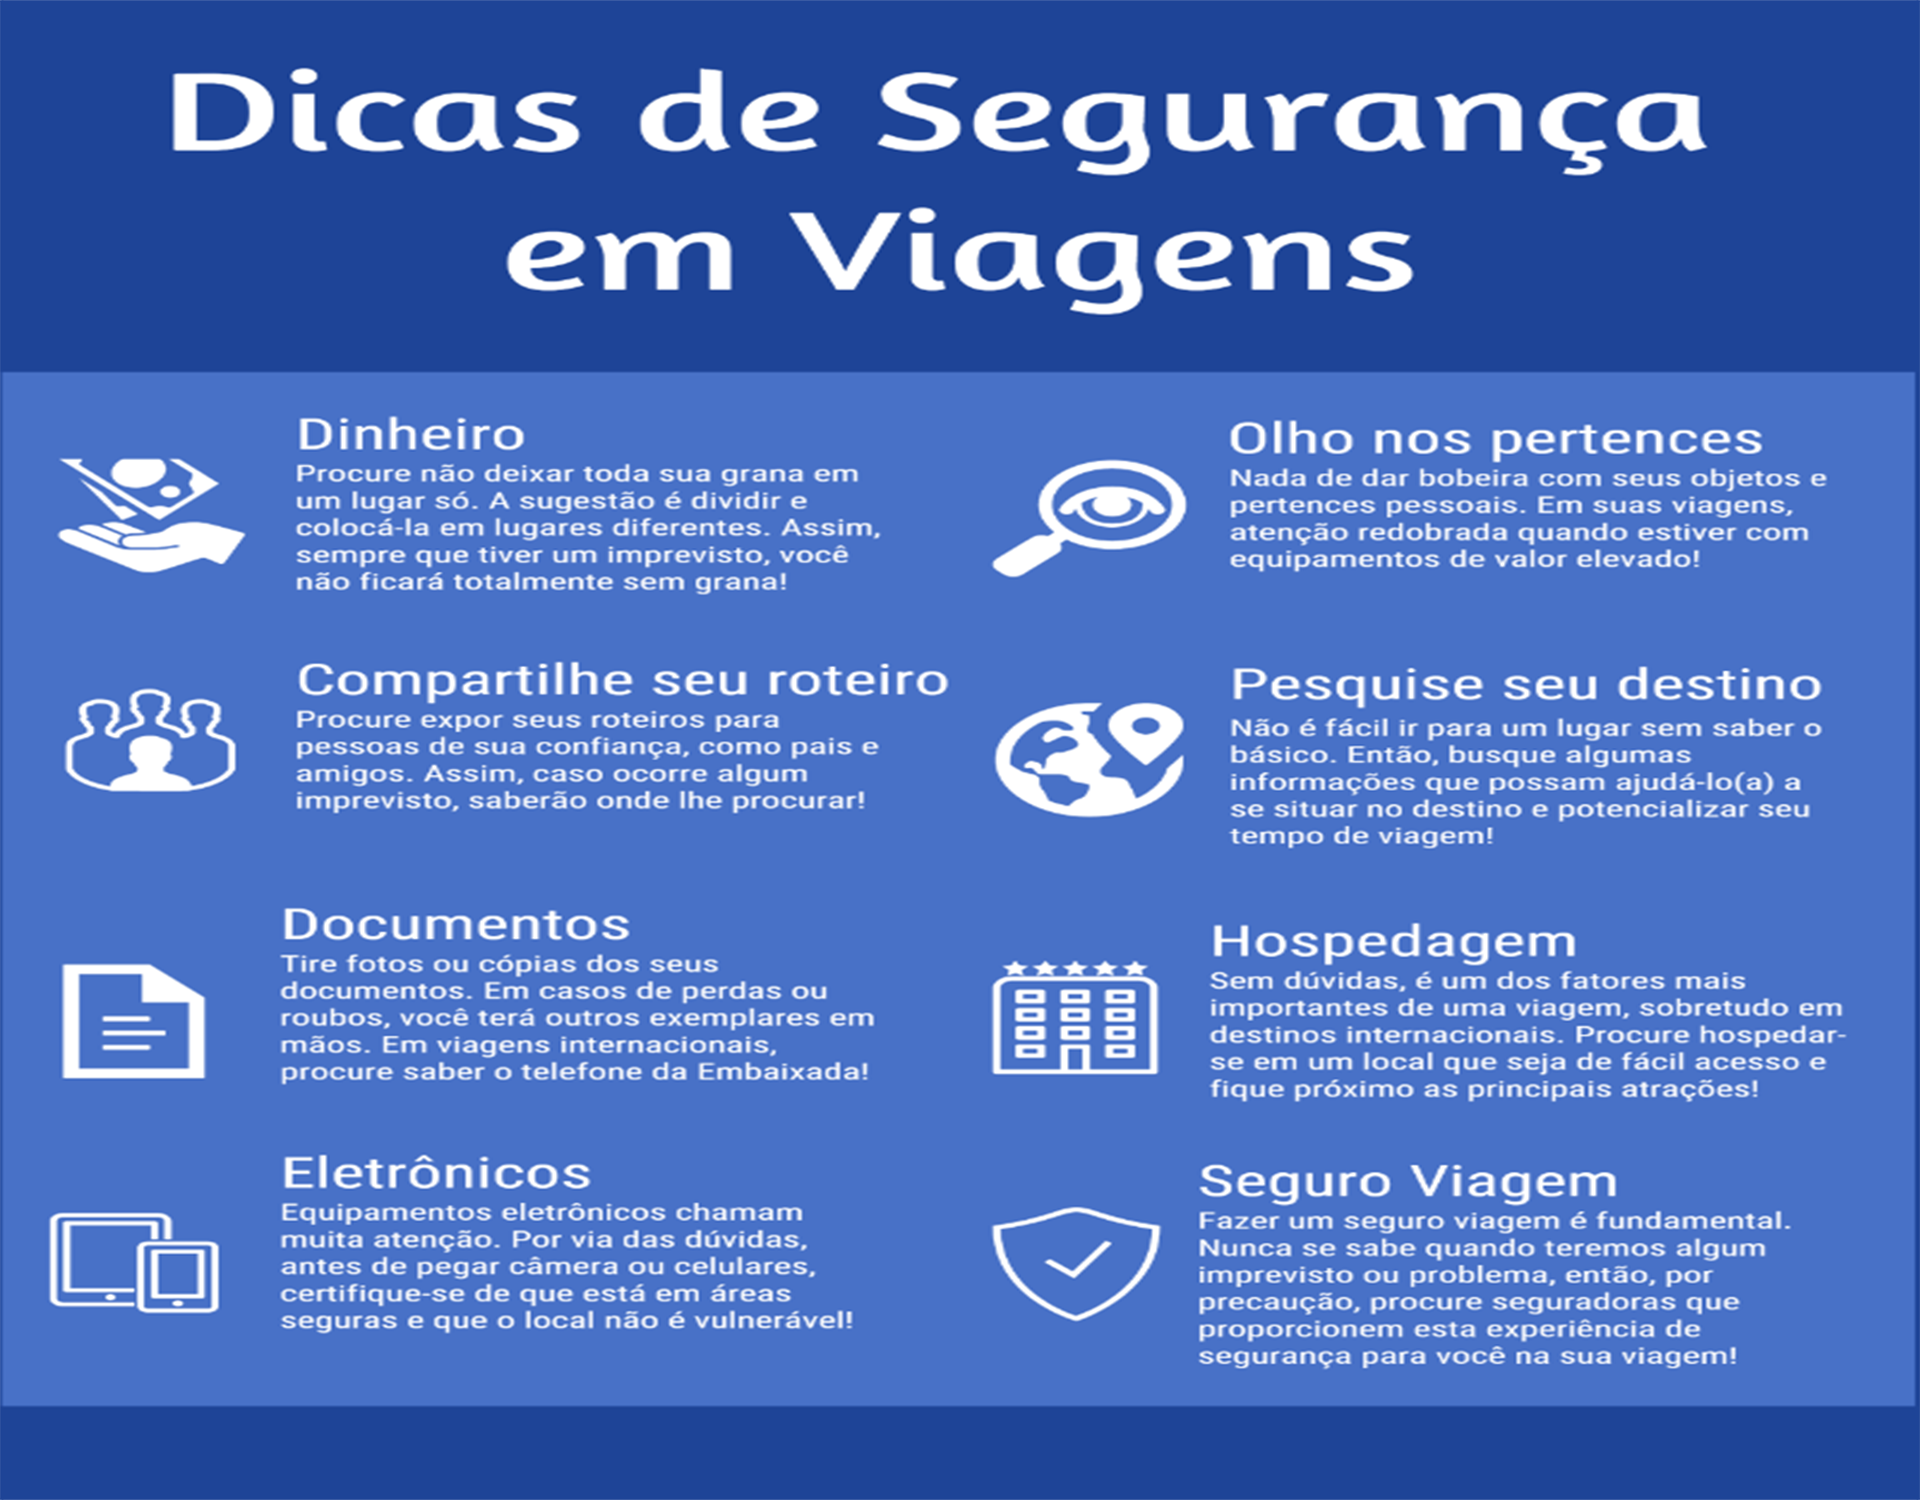 Dicas de Segurança
em Viagens
Dinheiro
Procure não deixar toda sua grana em
um lugar só. A sugestão é dividir e
colocá-la em lugares diferentes. Assim,
sempre que tiver um imprevisto, você
não ficará totalmente sem grana!
Olho nos pertences
Nada de dar bobeira com seus objetos e
pertences pessoais. Em suas viagens,
atenção redobrada quando estiver com
equipamentos de valor elevado!
Compartilhe seu roteiro
Procure expor seus roteiros para
pessoas de sua confiança, como pais e
amigos. Assim, caso ocorre algum
imprevisto, saberão onde lhe procurar!
Pesquise seu destino
Não é fácil ir para um lugar sem saber o
básico. Então, busque algumas
informações que possam ajudá-lo(a) a
se situar no destino e potencializar seu
tempo de viagem!
Documentos
Tire fotos ou cópias dos seus
documentos. Em casos de perdas ou
roubos, você terá outros exemplares em
mãos. Em viagens internacionais,
procure saber o telefone da Embaixada!
Hospedagem
Sem dúvidas, é um dos fatores mais
importantes de uma viagem, sobretudo em
destinos internacionais. Procure hospedar-
se em um local que seja de fácil acesso e
fique próximo as principais atrações!
Eletrônicos
Equipamentos eletrônicos chamam
muita atenção. Por via das dúvidas,
antes de pegar câmera ou celulares,
certifique-se de que está em áreas
seguras e que o local não é vulnerável!
Seguro Viagem
Fazer um seguro viagem é fundamental.
Nunca se sabe quando teremos algum
imprevisto ou problema, então, por
precaução, procure seguradoras que
proporcionem esta experiência de
segurança para você na sua viagem!